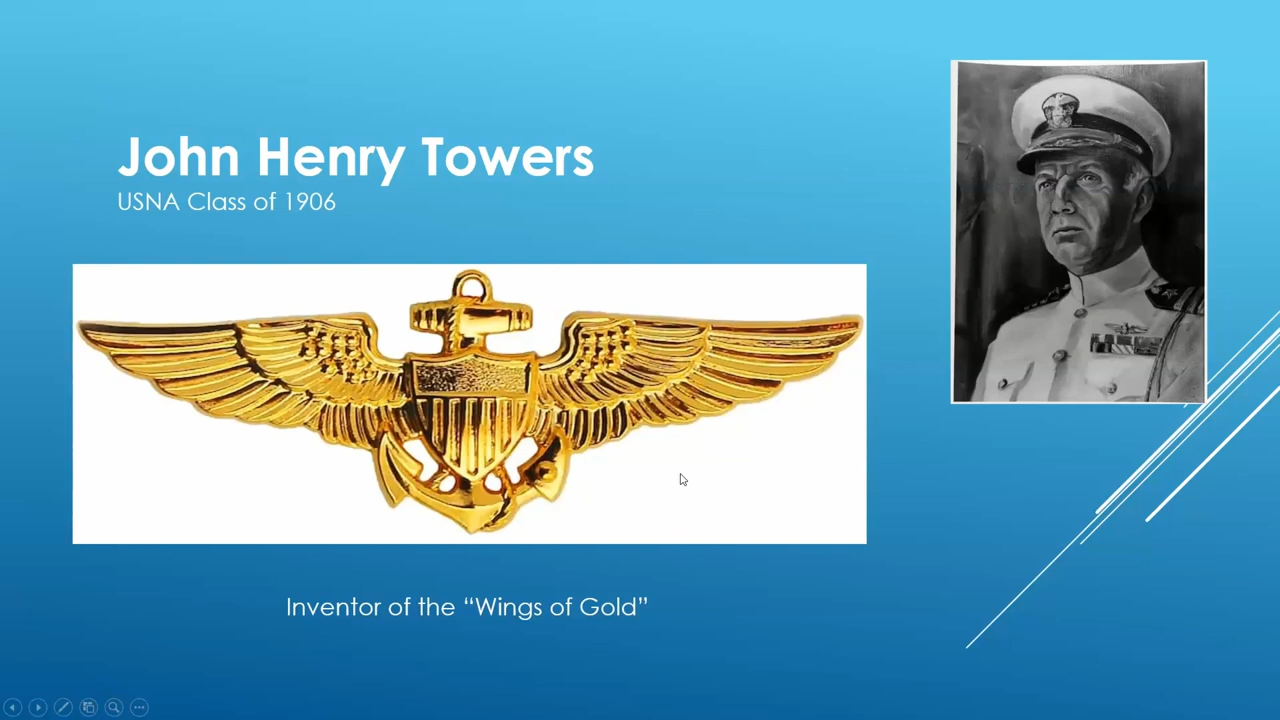 John Henry Towers
USNA Class of 1906
Inventor of the “Wings of Gold”